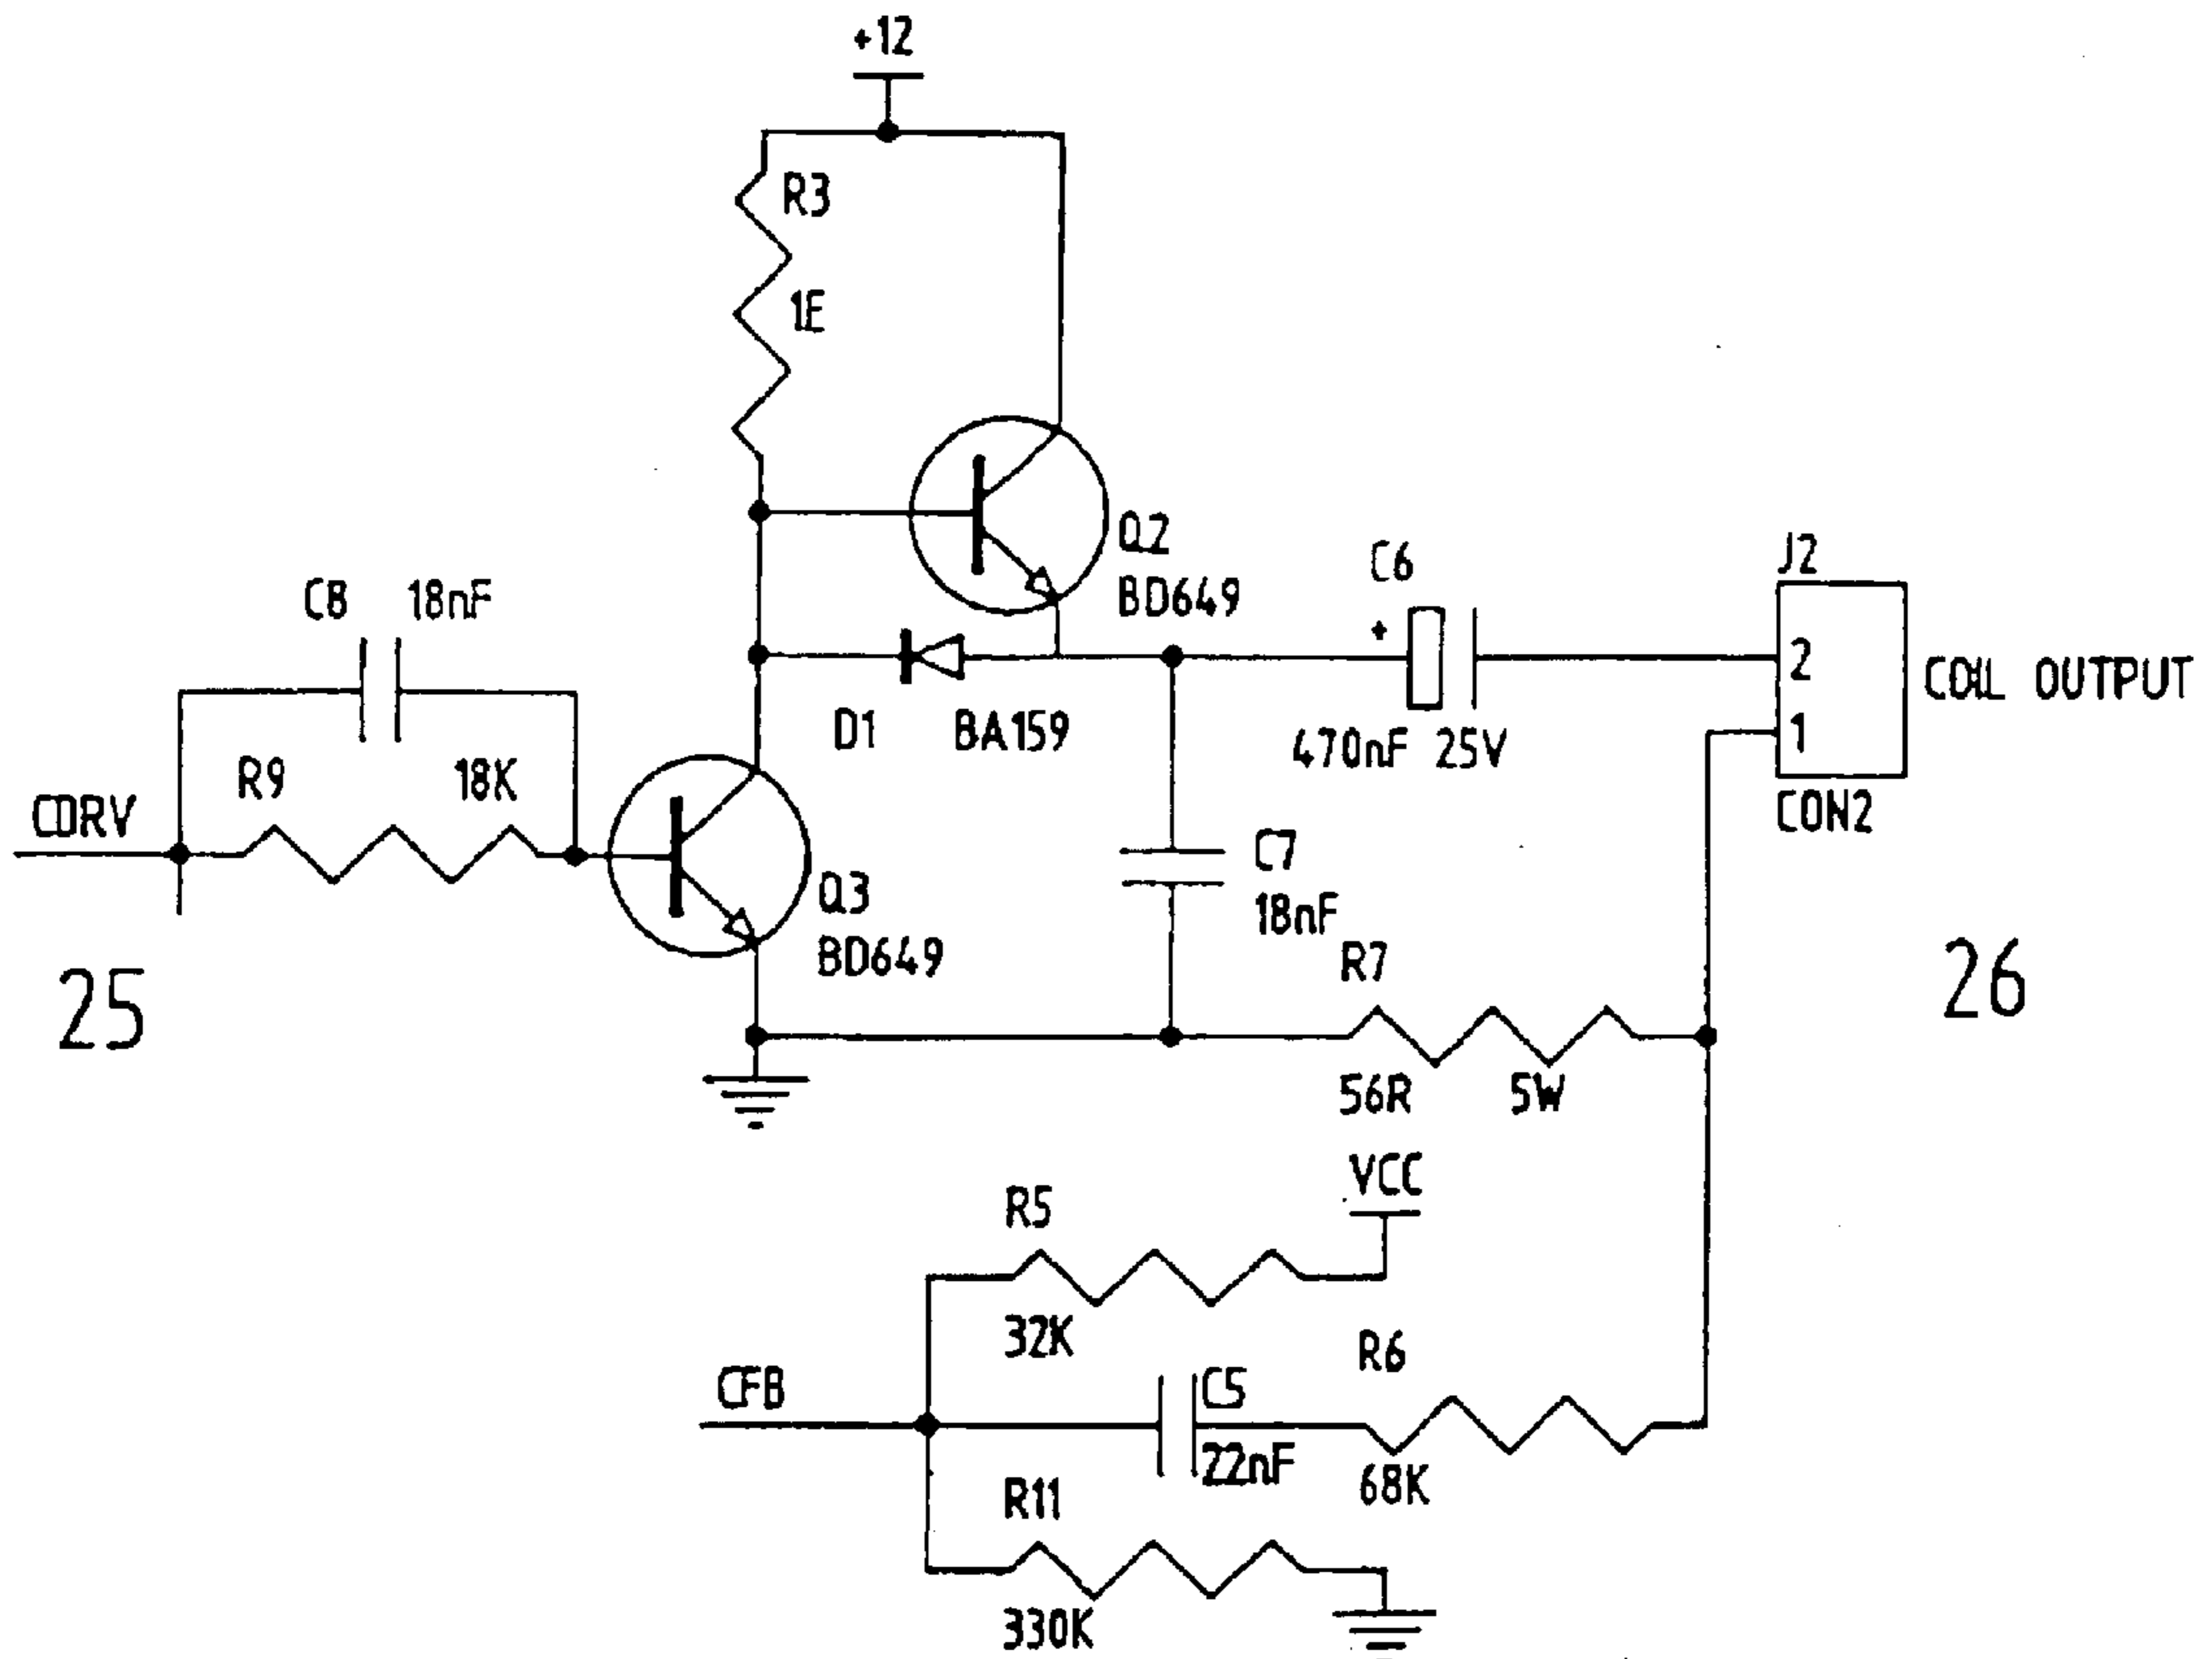 +12
R3
1E
Q2
BD649
C8 18nF
R9 18K
CDRV
Q3
BD649
D1 BA159
C6
+
470nF 25V
J2
2
1
CON2
COIL OUTPUT
C7
18nF
25
26
R7
56R 5W
VCC
R5
32K
R6
68K
CFB
C5
22nF
R11
330K